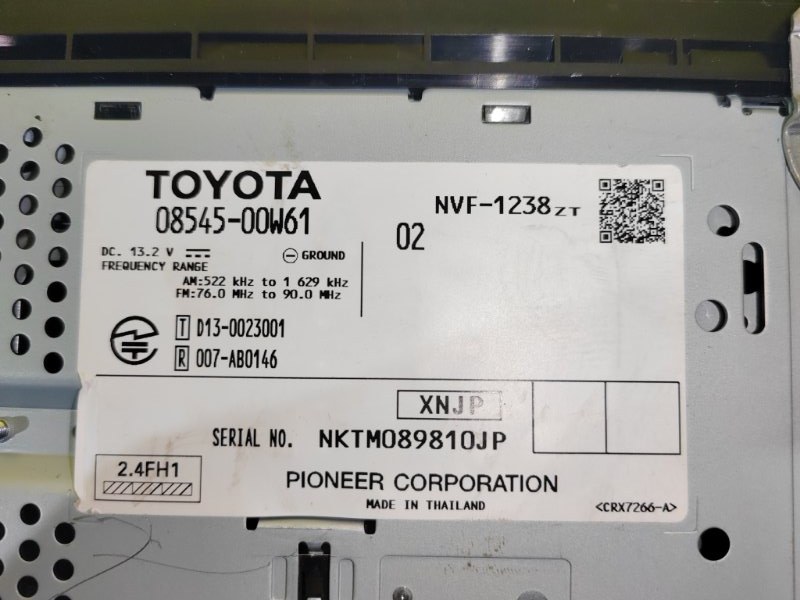 TOYOTA
08545-00W61
NVF-1238ZT
02
DC. 13.2 V
GROUND
FREQUENCY RANGE
AM:522 kHz to 1 629 kHz
FM:76.0 MHz to 90.0 MHz
T D13-0023001
R 007-AB0146
XNJP
SERIAL NO. NKTM089810JP
2.4FH1
PIONEER CORPORATION
MADE IN THAILAND
<CRX7266-A>